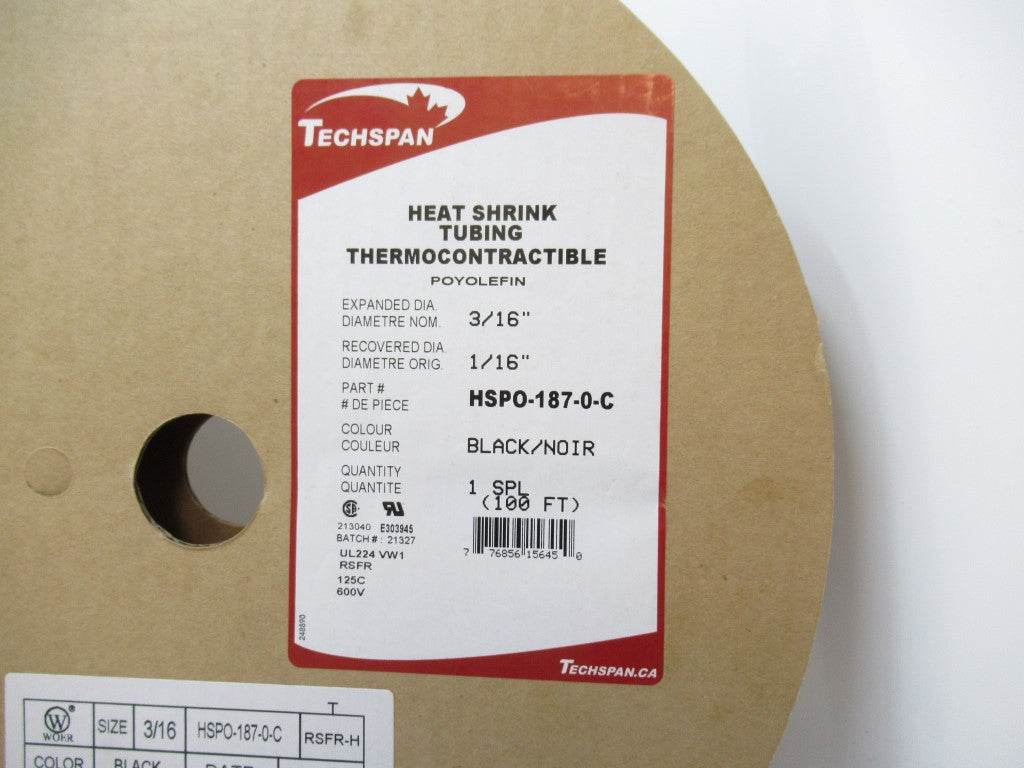 TECHSPAN
HEAT SHRINK
TUBING
THERMOCONTRACTIBLE
POYOLEFIN
EXPANDED DIA.
DIAMETRE NOM. 3/16"
RECOVERED DIA.
DIAMETRE ORIG. 1/16"
PART #
# DE PIECE HSPO-187-0-C
COLOUR
COULEUR BLACK/NOIR
QUANTITY
QUANTITE 1 SPL
(100 FT)
213040 E303945
BATCH # : 21327
UL224 VW1
RSFR
125C
600V
7 76856 15645 0
248890
TECHSPAN.CA
T
W ® WOER SIZE 3/16 HSPO-187-0-C RSFR-H
COLOR BLACK DATE